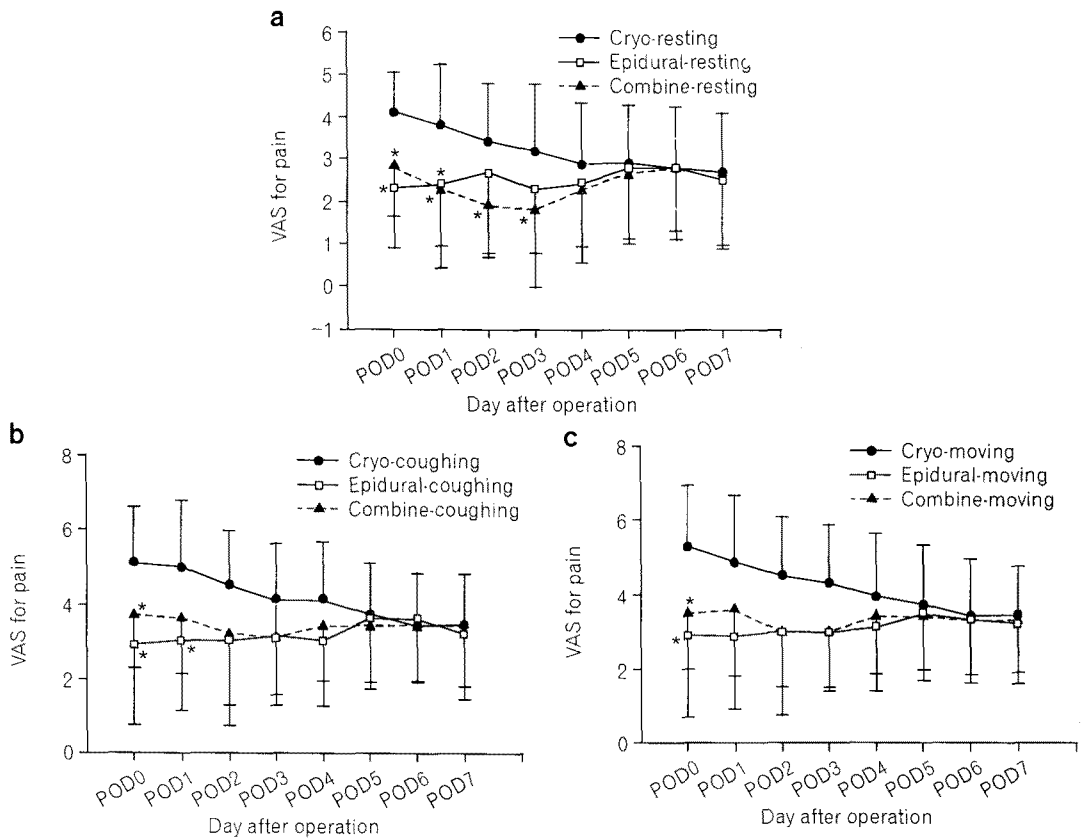 a
Cryo-resting
Epidural-resting
Combine-resting
VAS for pain
6
5
4
3
2
1
0
−1
* * * * * *
POD0 POD1 POD2 POD3 POD4 POD5 POD6 POD7
Day after operation
b
Cryo-coughing
Epidural-coughing
Combine-coughing
VAS for pain
8
6
4
2
0
* * *
POD0 POD1 POD2 POD3 POD4 POD5 POD6 POD7
Day after operation
c
Cryo-moving
Epidural-moving
Combine-moving
VAS for pain
8
6
4
2
0
* *
POD0 POD1 POD2 POD3 POD4 POD5 POD6 POD7
Day after operation